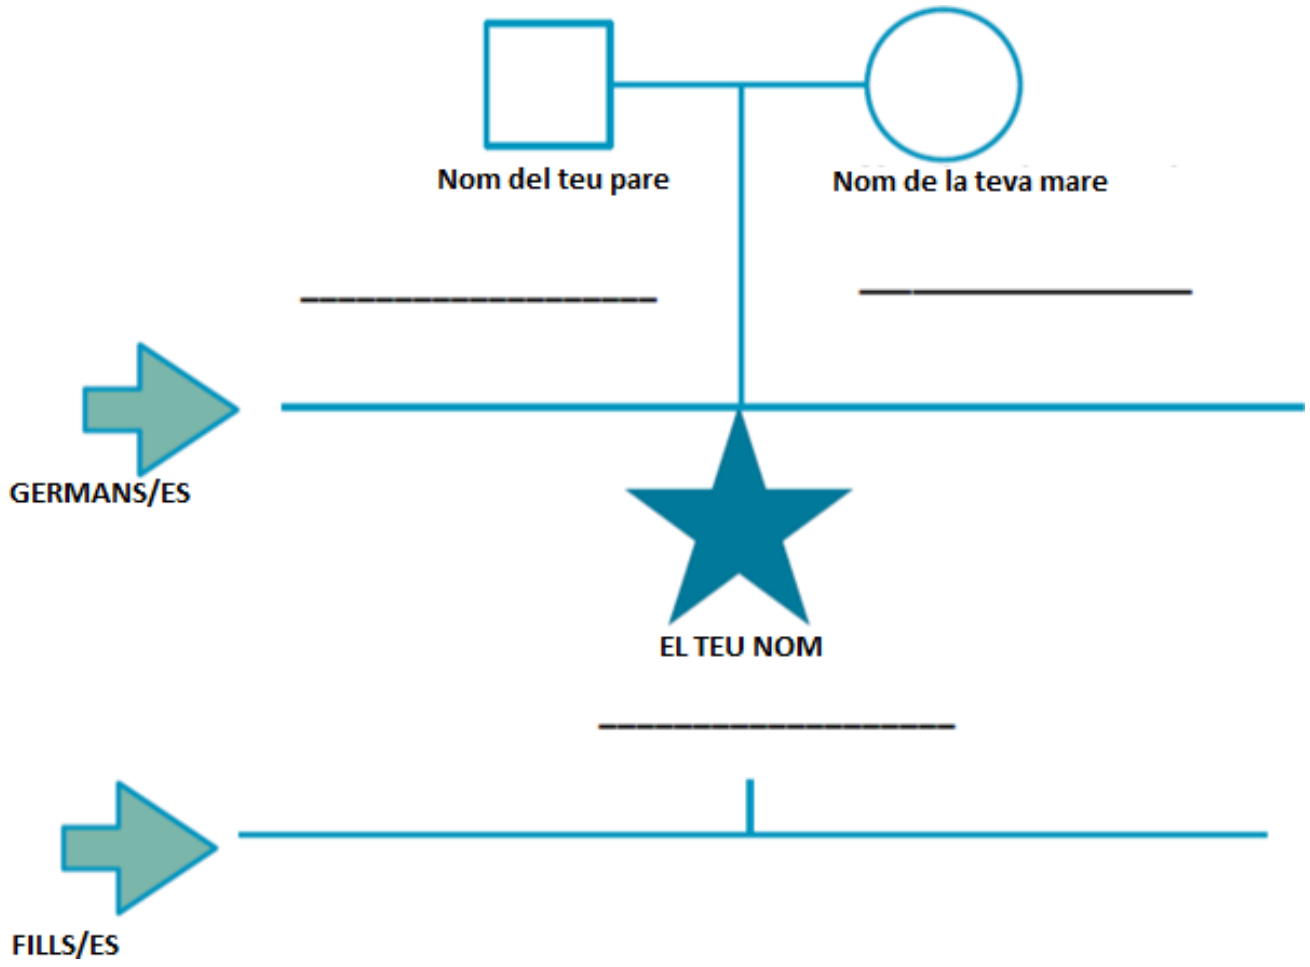 Nom del teu pare
Nom de la teva mare
GERMANS/ES
EL TEU NOM
FILLS/ES